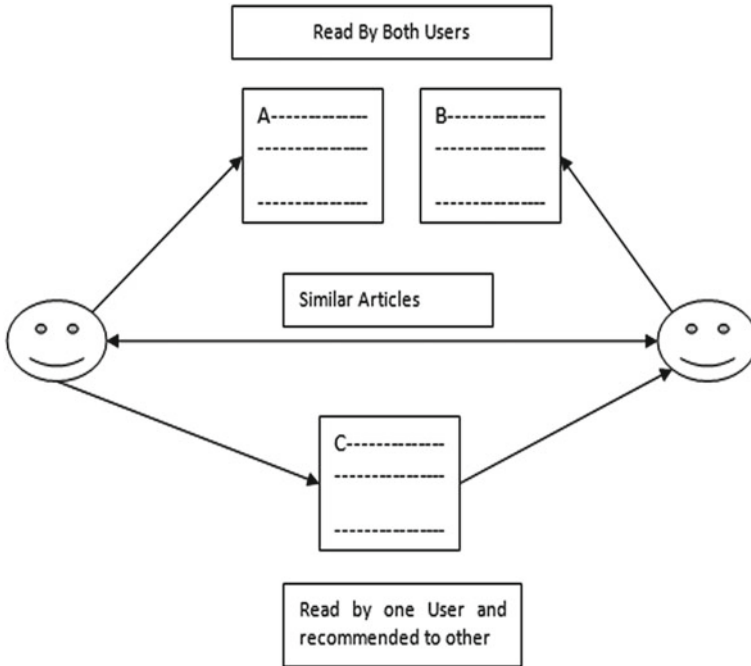 Read By Both Users
A---------------
-----------------
-----------------
B---------------
-----------------
-----------------
Similar Articles
C---------------
-----------------
-----------------
Read by one User and
recommended to other